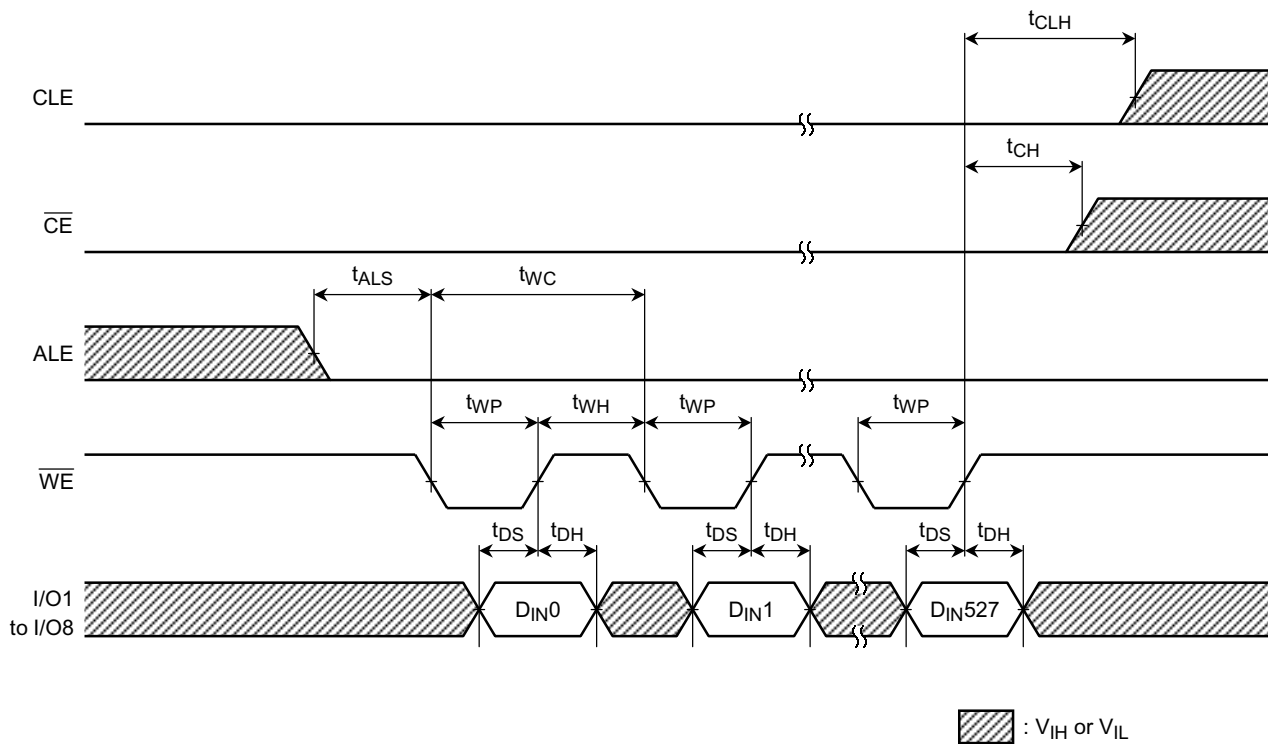 tCLH
CLE
tCH
CE
tALS
tWC
ALE
tWP
tWH
tWP
tWP
WE
tDS
tDH
tDS
tDH
tDS
tDH
I/O1
to I/O8
DIN0
DIN1
DIN527
: VIH or VIL